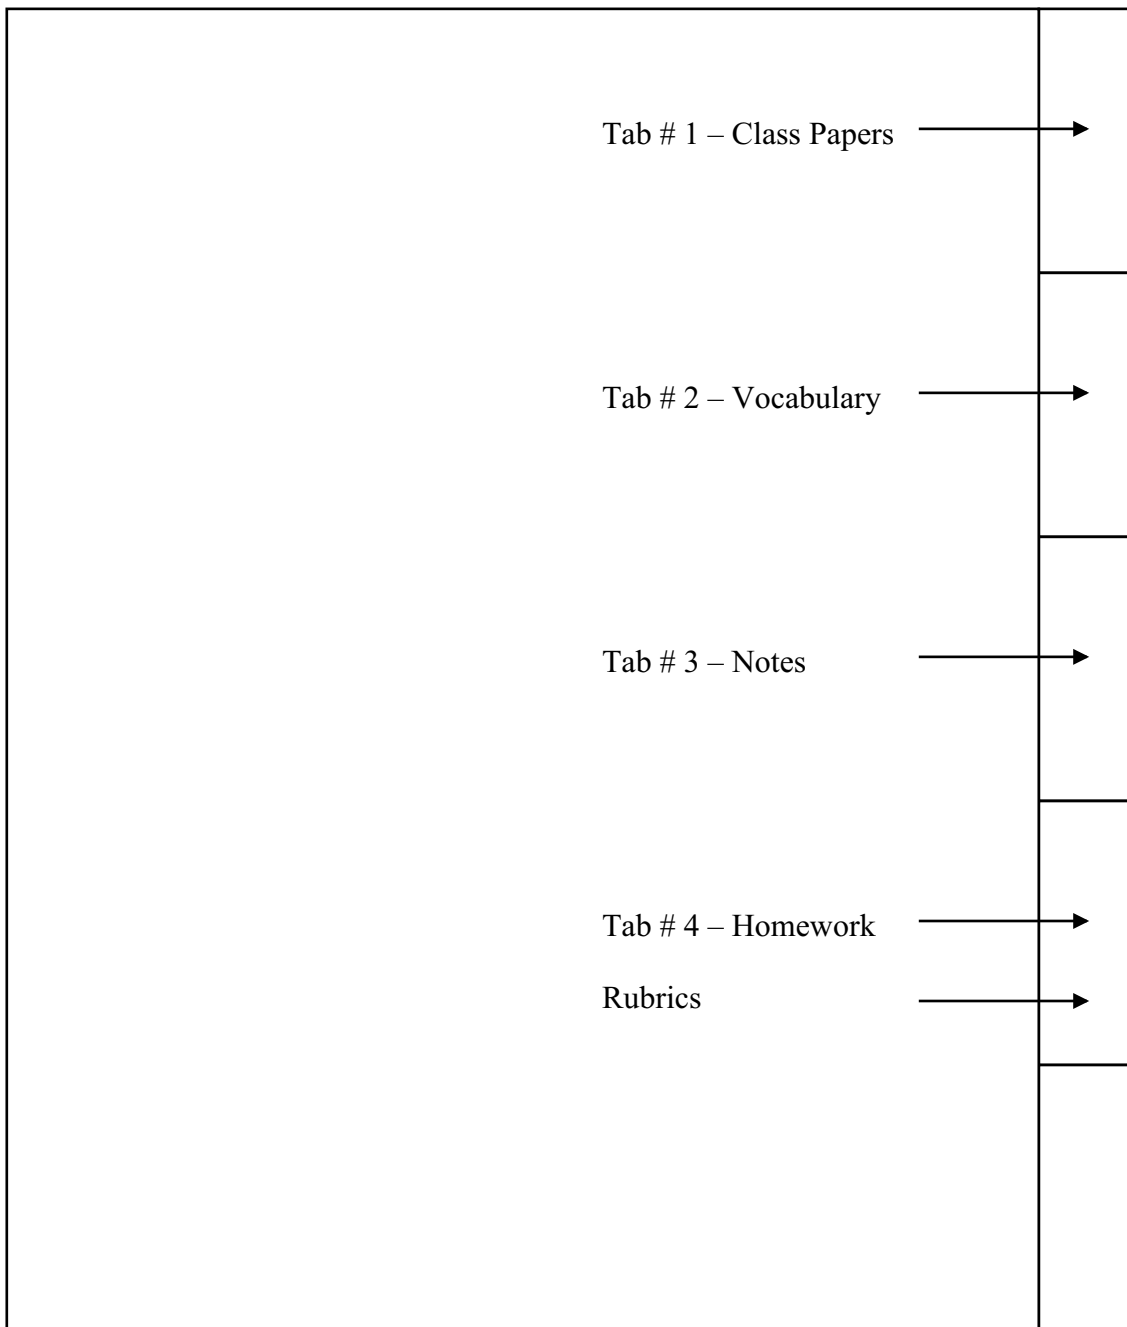 Tab # 1 – Class Papers
Tab # 2 – Vocabulary
Tab # 3 – Notes
Tab # 4 – Homework
Rubrics